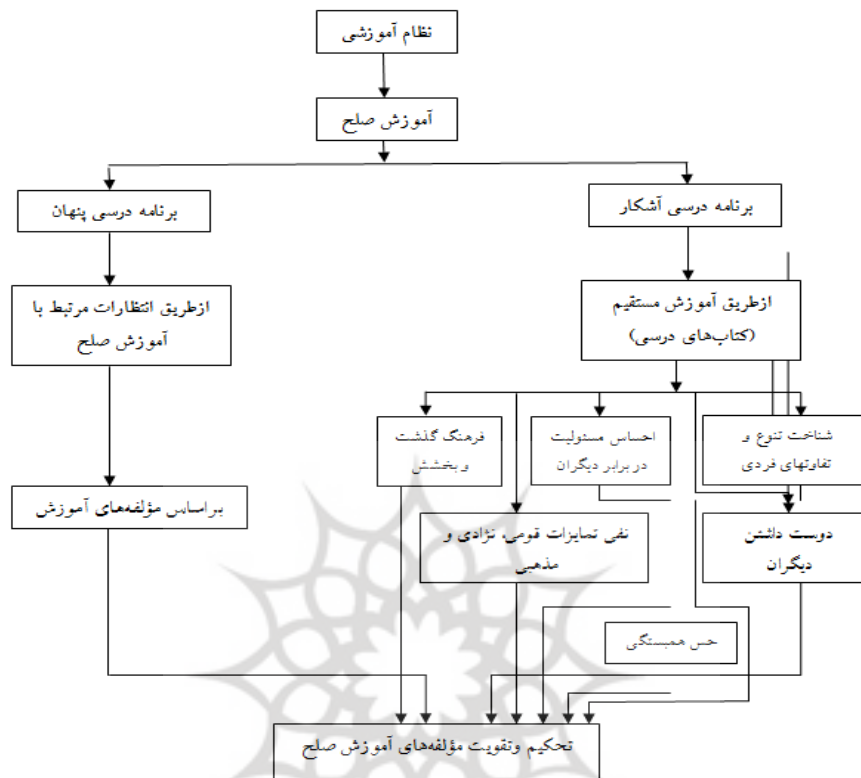 نظام آموزشی
آموزش صلح
برنامه درسی آشکار
برنامه درسی پنهان
ازطریق آموزش مستقیم
(کتاب‌های درسی)
ازطریق انتظارات مرتبط با
آموزش صلح
شناخت تنوع و
تفاوتهای فردی
احساس مسئولیت
در برابر دیگران
فرهنگ گذشت
و بخشش
براساس مؤلفه‌های آموزش
دوست داشتن
دیگران
نفی تمایزات قومی، نژادی و
مذهبی
حس همبستگی
تحکیم وتقویت مؤلفه‌های آموزش صلح